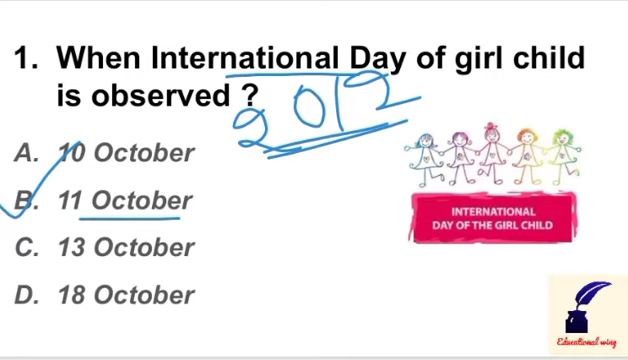 1. When International Day of girl child
is observed ?
2012
A. 10 October
B. 11 October
C. 13 October
D. 18 October
INTERNATIONAL
DAY OF THE GIRL CHILD
Educational wing